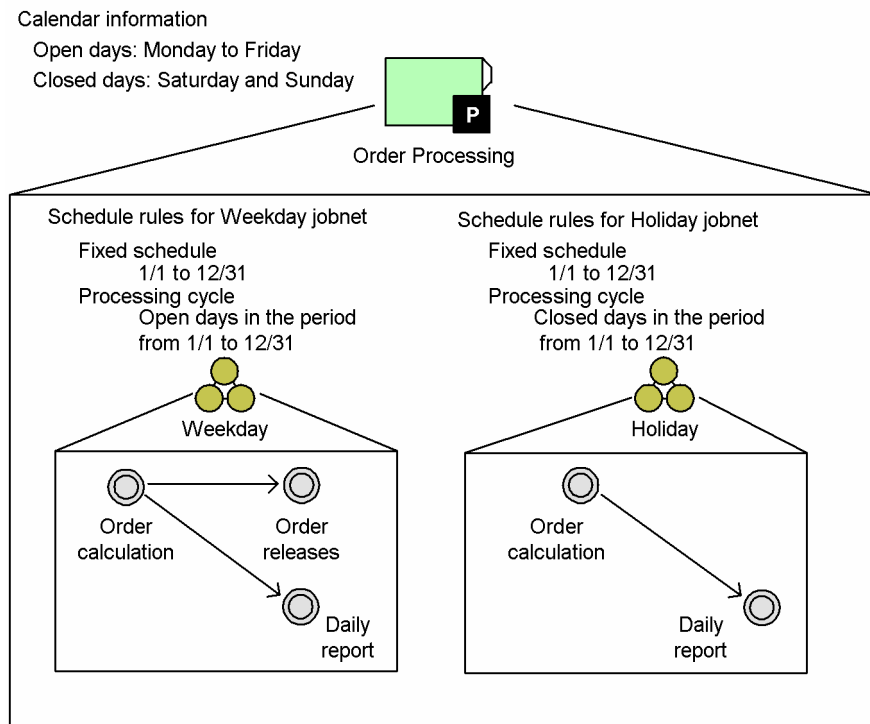 Calendar information
Open days: Monday to Friday
Closed days: Saturday and Sunday
P
Order Processing
Schedule rules for Weekday jobnet
Fixed schedule
1/1 to 12/31
Processing cycle
Open days in the period
from 1/1 to 12/31
Weekday
Order
calculation
Order
releases
Daily
report
Schedule rules for Holiday jobnet
Fixed schedule
1/1 to 12/31
Processing cycle
Closed days in the period
from 1/1 to 12/31
Holiday
Order
calculation
Daily
report